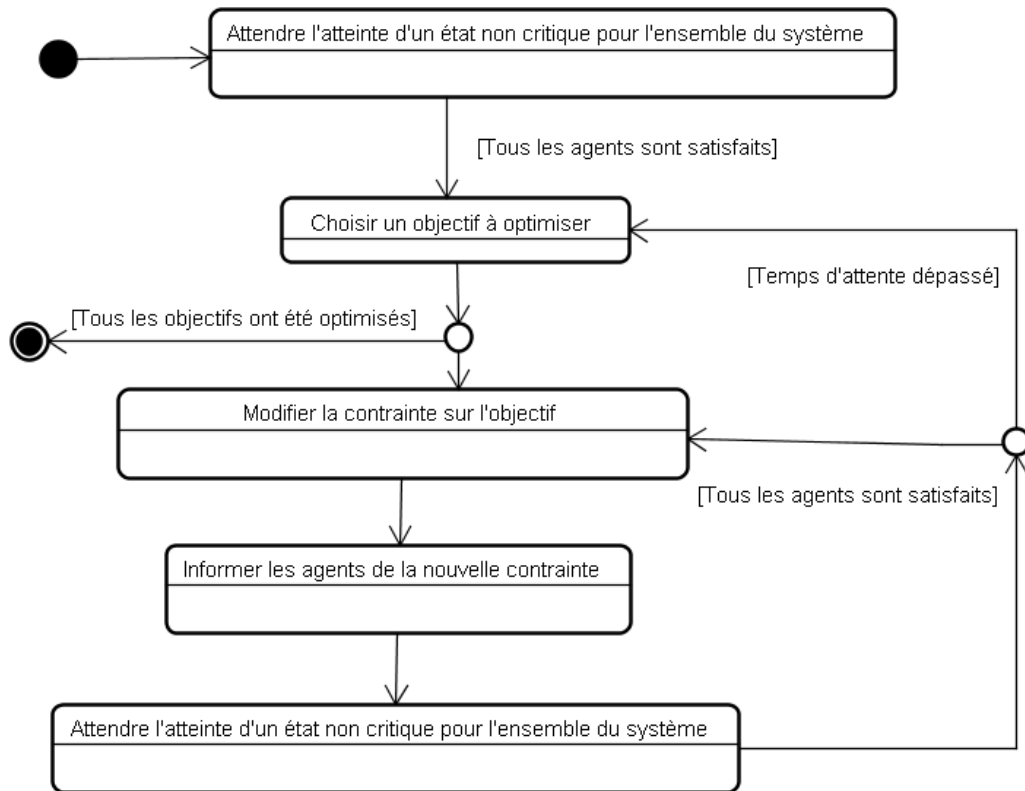 Attendre l'atteinte d'un état non critique pour l'ensemble du système
[Tous les agents sont satisfaits]
Choisir un objectif à optimiser
[Temps d'attente dépassé]
[Tous les objectifs ont été optimisés]
Modifier la contrainte sur l'objectif
[Tous les agents sont satisfaits]
Informer les agents de la nouvelle contrainte
Attendre l'atteinte d'un état non critique pour l'ensemble du système